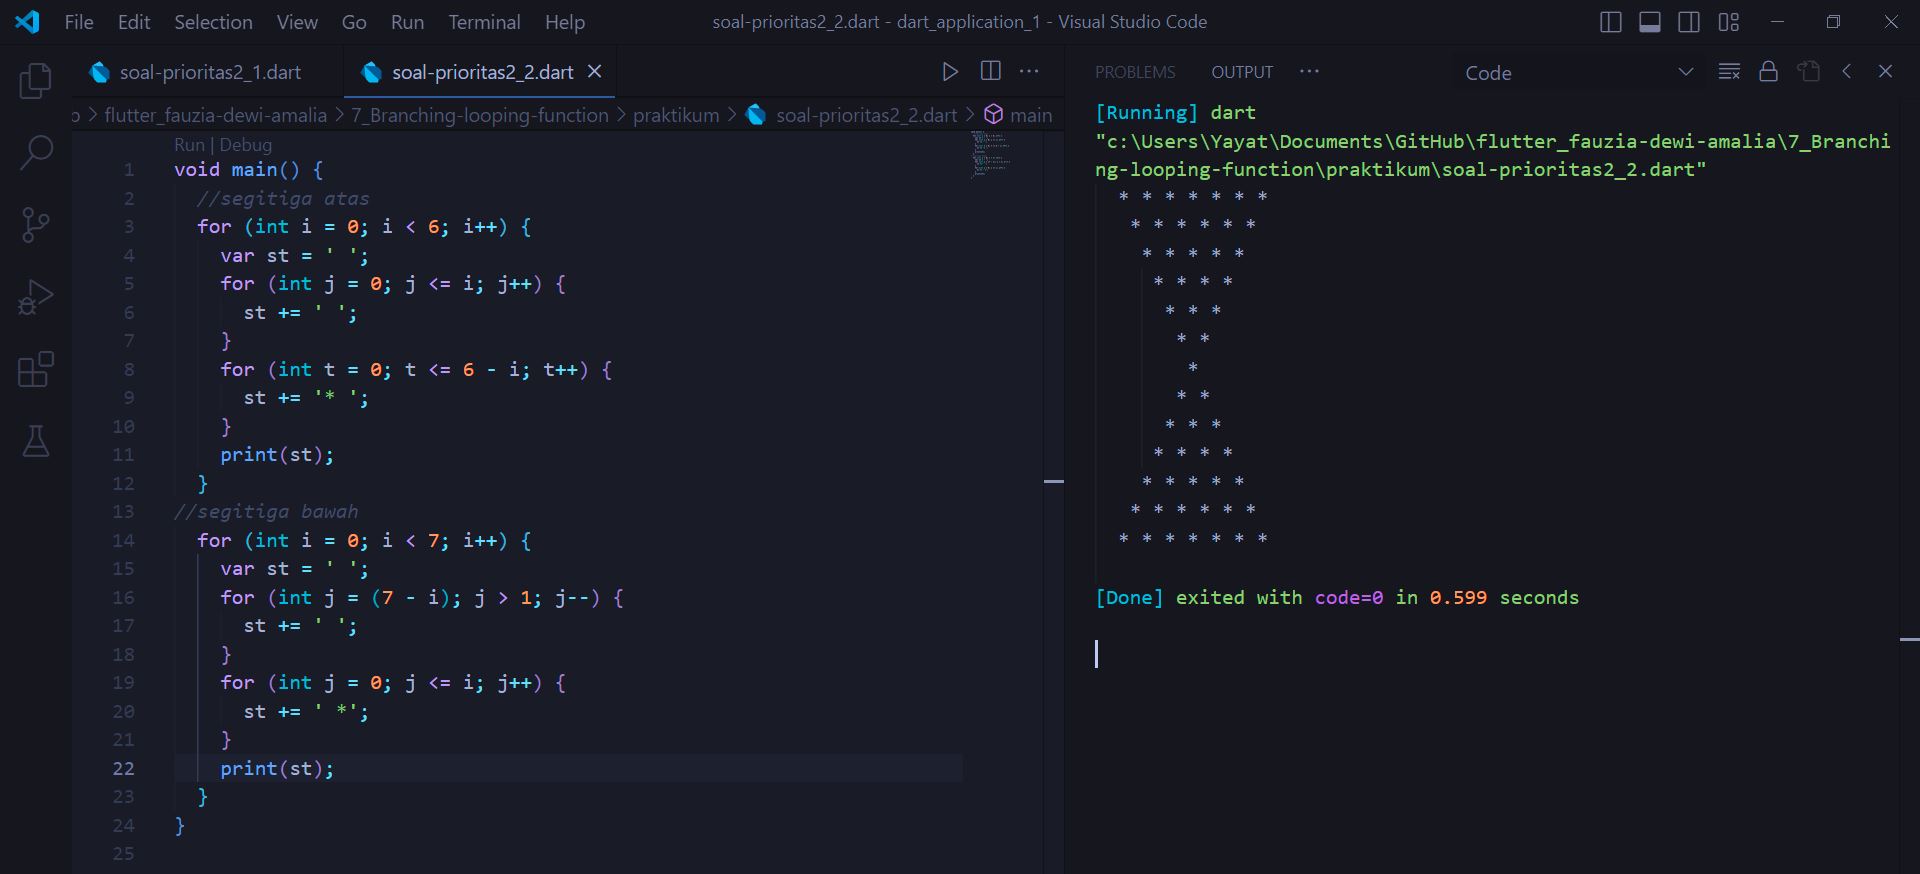 File Edit Selection View Go Run Terminal Help soal-prioritas2_2.dart - dart_application_1 - Visual Studio Code
soal-prioritas2_1.dart soal-prioritas2_2.dart
flutter_fauzia-dewi-amalia > 7_Branching-looping-function > praktikum > soal-prioritas2_2.dart > main
Run | Debug
1 void main() {
2   //segitiga atas
3   for (int i = 0; i < 6; i++) {
4     var st = ' ';
5     for (int j = 0; j <= i; j++) {
6       st += ' ';
7     }
8     for (int t = 0; t <= 6 - i; t++) {
9       st += '* ';
10     }
11     print(st);
12   }
13 //segitiga bawah
14   for (int i = 0; i < 7; i++) {
15     var st = ' ';
16     for (int j = (7 - i); j > 1; j--) {
17       st += ' ';
18     }
19     for (int j = 0; j <= i; j++) {
20       st += ' *';
21     }
22     print(st);
23   }
24 }
25
PROBLEMS OUTPUT ··· Code
[Running] dart
"c:\Users\Yayat\Documents\GitHub\flutter_fauzia-dewi-amalia\7_Branchi
ng-looping-function\praktikum\soal-prioritas2_2.dart"
  * * * * * * *
   * * * * * *
    * * * * *
     * * * *
      * * *
       * *
        *
       * *
      * * *
     * * * *
    * * * * *
   * * * * * *
  * * * * * * *
[Done] exited with code=0 in 0.599 seconds